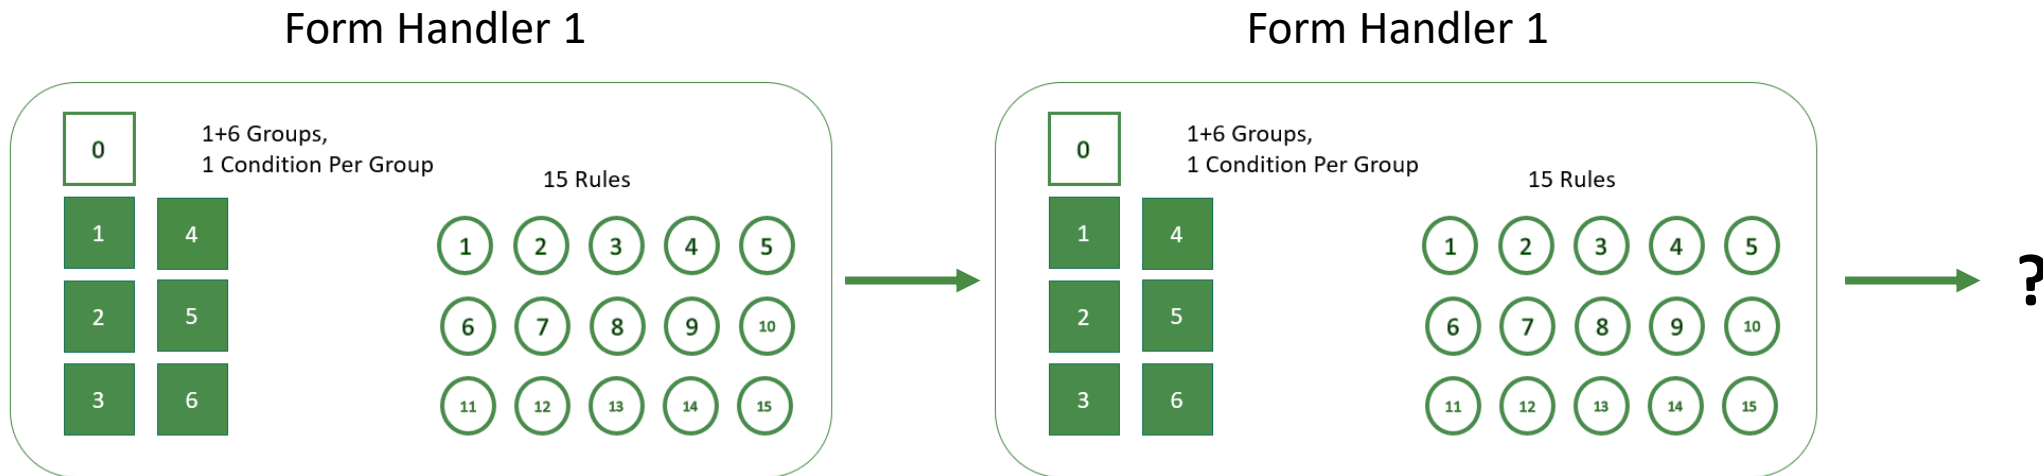 Form Handler 1
0
1+6 Groups,
1 Condition Per Group
15 Rules
1 4
2 5
3 6
1 2 3 4 5
6 7 8 9 10
11 12 13 14 15
Form Handler 1
0
1+6 Groups,
1 Condition Per Group
15 Rules
1 4
2 5
3 6
1 2 3 4 5
6 7 8 9 10
11 12 13 14 15
?